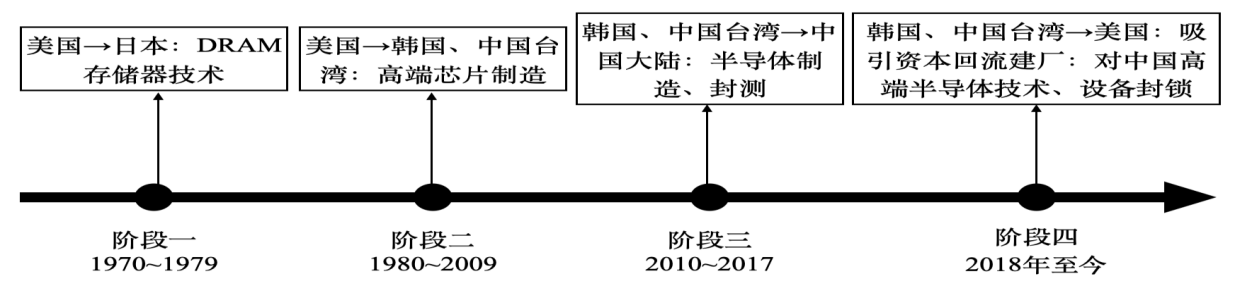 美国→日本：DRAM
存储器技术
美国→韩国、中国台
湾：高端芯片制造
韩国、中国台湾→中
国大陆：半导体制
造、封测
韩国、中国台湾→美国：吸
引资本回流建厂：对中国高
端半导体技术、设备封锁
阶段一
1970~1979
阶段二
1980~2009
阶段三
2010~2017
阶段四
2018年至今